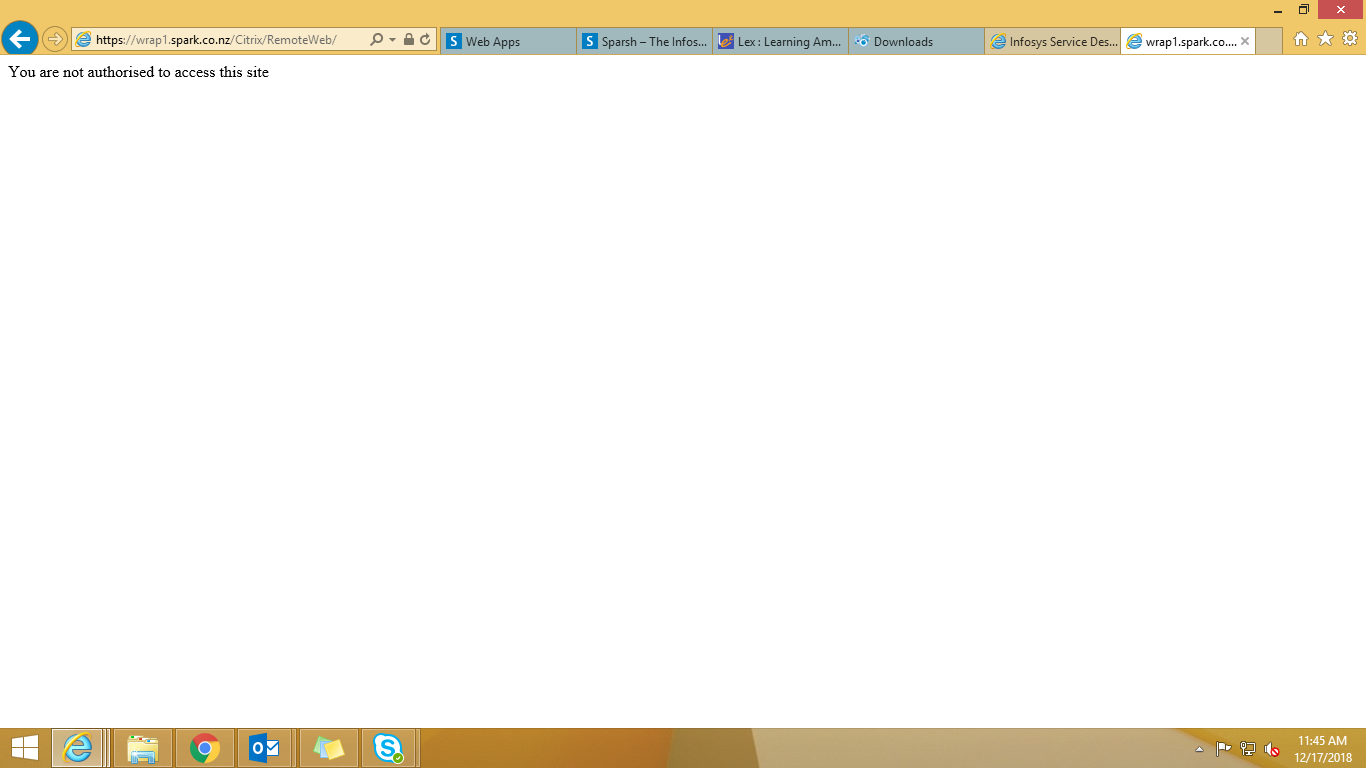 https://wrap1.spark.co.nz/Citrix/RemoteWeb/
Web Apps
Sparsh – The Infos...
Lex : Learning Am...
Downloads
Infosys Service Des...
wrap1.spark.co....
You are not authorised to access this site
11:45 AM
12/17/2018